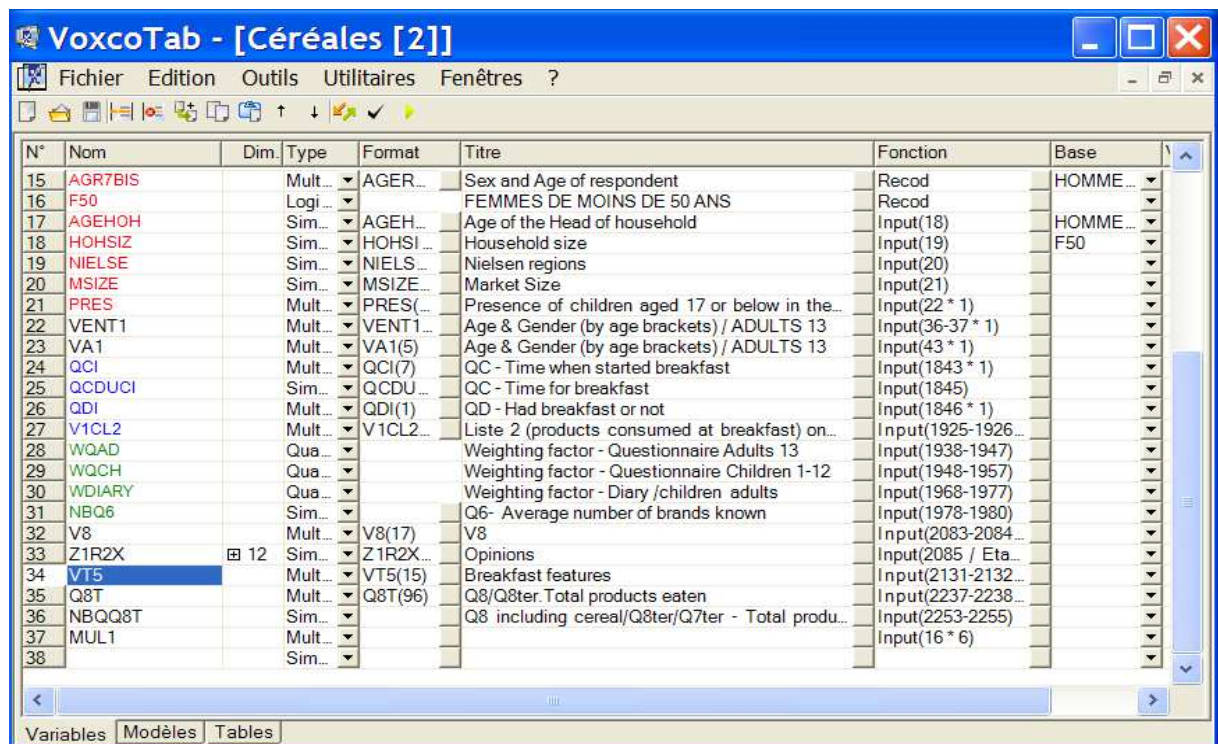 VoxcoTab - [Céréales [2]]
Fichier Edition Outils Utilitaires Fenêtres ?
N° Nom Dim. Type Format Titre Fonction Base
15 AGR7BIS Mult... AGER... Sex and Age of respondent Recod HOMME...
16 F50 Logi... FEMMES DE MOINS DE 50 ANS Recod
17 AGEHOH Sim... AGEH... Age of the Head of household Input(18) HOMME...
18 HOHSIZ Sim... HOHSI... Household size Input(19) F50
19 NIELSE Sim... NIELS... Nielsen regions Input(20)
20 MSIZE Sim... MSIZE... Market Size Input(21)
21 PRES Mult... PRES(... Presence of children aged 17 or below in the... Input(22 * 1)
22 VENT1 Mult... VENT1... Age & Gender (by age brackets) / ADULTS 13 Input(36-37 * 1)
23 VA1 Mult... VA1(5) Age & Gender (by age brackets) / ADULTS 13 Input(43 * 1)
24 QCI Mult... QCI(7) QC - Time when started breakfast Input(1843 * 1)
25 QCDUCI Sim... QCDU... QC - Time for breakfast Input(1845)
26 QDI Mult... QDI(1) QD - Had breakfast or not Input(1846 * 1)
27 V1CL2 Mult... V1CL2... Liste 2 (products consumed at breakfast) on... Input(1925-1926...
28 WQAD Qua... Weighting factor - Questionnaire Adults 13 Input(1938-1947)
29 WQCH Qua... Weighting factor - Questionnaire Children 1-12 Input(1948-1957)
30 WDIARY Qua... Weighting factor - Diary /children adults Input(1968-1977)
31 NBQ6 Sim... Q6- Average number of brands known Input(1978-1980)
32 V8 Mult... V8(17) V8 Input(2083-2084...
33 Z1R2X 12 Sim... Z1R2X... Opinions Input(2085 / Eta...
34 VT5 Mult... VT5(15) Breakfast features Input(2131-2132...
35 Q8T Mult... Q8T(96) Q8/Q8ter.Total products eaten Input(2237-2238...
36 NBQQ8T Sim... Q8 including cereal/Q8ter/Q7ter - Total produ... Input(2253-2255)
37 MUL1 Mult... Input(16 * 6)
38 Sim...
Variables Modèles Tables